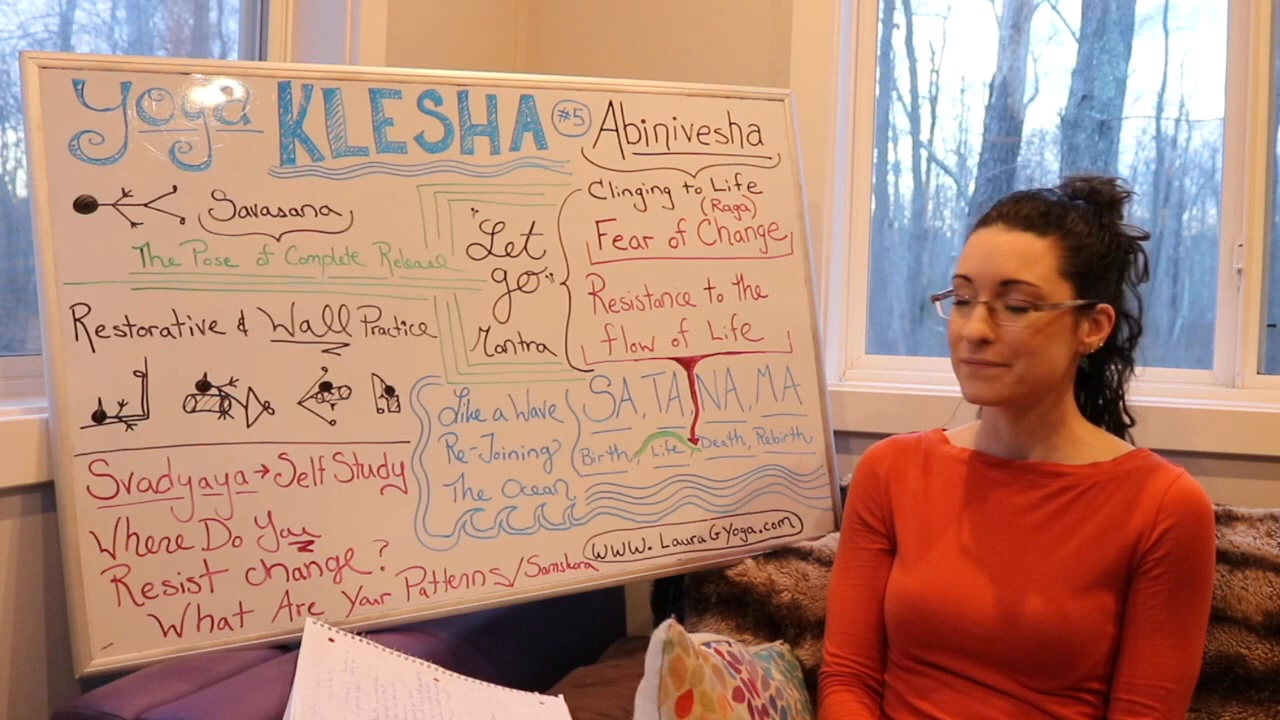 Yoga KLESHA #5
Abinivesha
Savasana
The Pose of Complete Release
"Let
go"
Mantra
Clinging to Life
(Raga)
Fear of Change
Resistance to the
flow of Life
Restorative & Wall Practice
Like a Wave
Re-Joining
The Ocean
SA, TA, NA, MA
Birth, Life, Death, Rebirth
www.LauraGYoga.com
Svadyaya → Self Study
Where Do You
Resist change?
What Are Your Patterns/Samskara